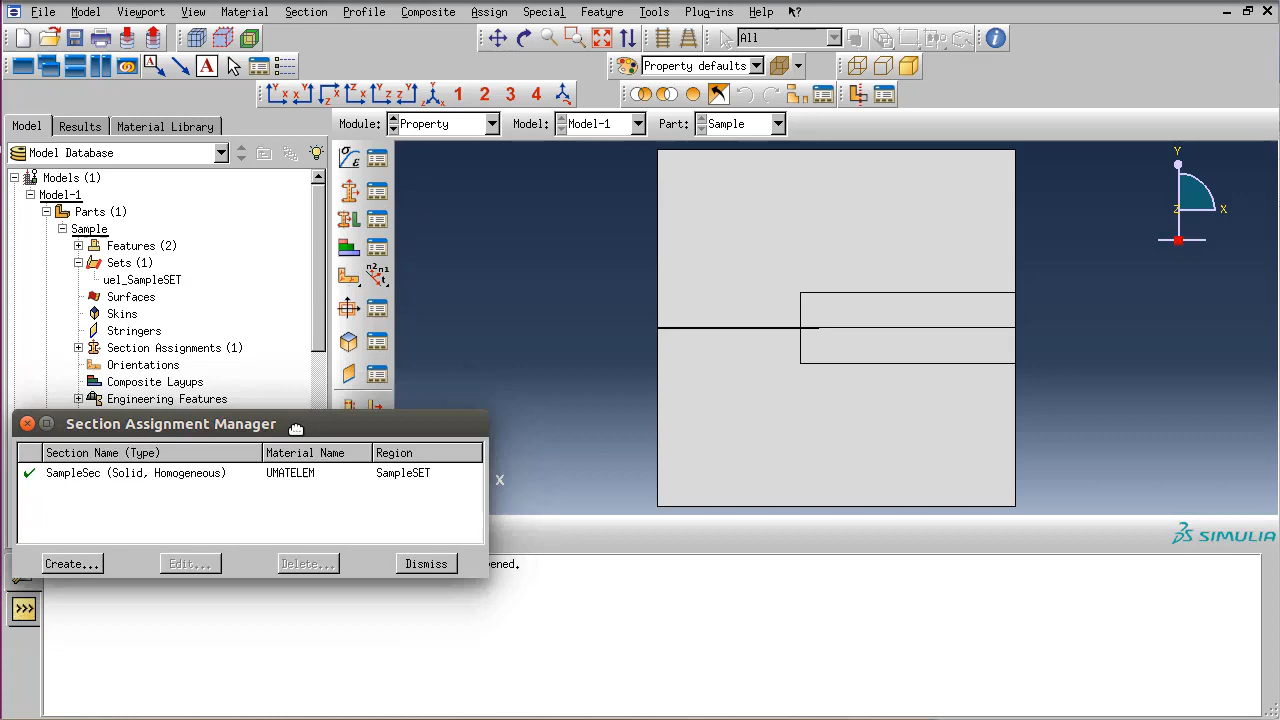 File Model Viewport View Material Section Profile Composite Assign Special Feature Tools Plug-ins Help
All
A Property defaults
1 2 3 4
Model Results Material Library Module: Property Model: Model-1 Part: Sample
Model Database
Models (1)
Model-1
Parts (1)
Sample
Features (2)
Sets (1)
uel_SampleSET
Surfaces
Skins
Stringers
Section Assignments (1)
Orientations
Composite Layups
Engineering Features
Y
Z X
Section Assignment Manager
Section Name (Type) Material Name Region
SampleSec (Solid, Homogeneous) UMATELEM SampleSET
X
Create... Edit... Delete... Dismiss
SIMULIA
ened.
>>>